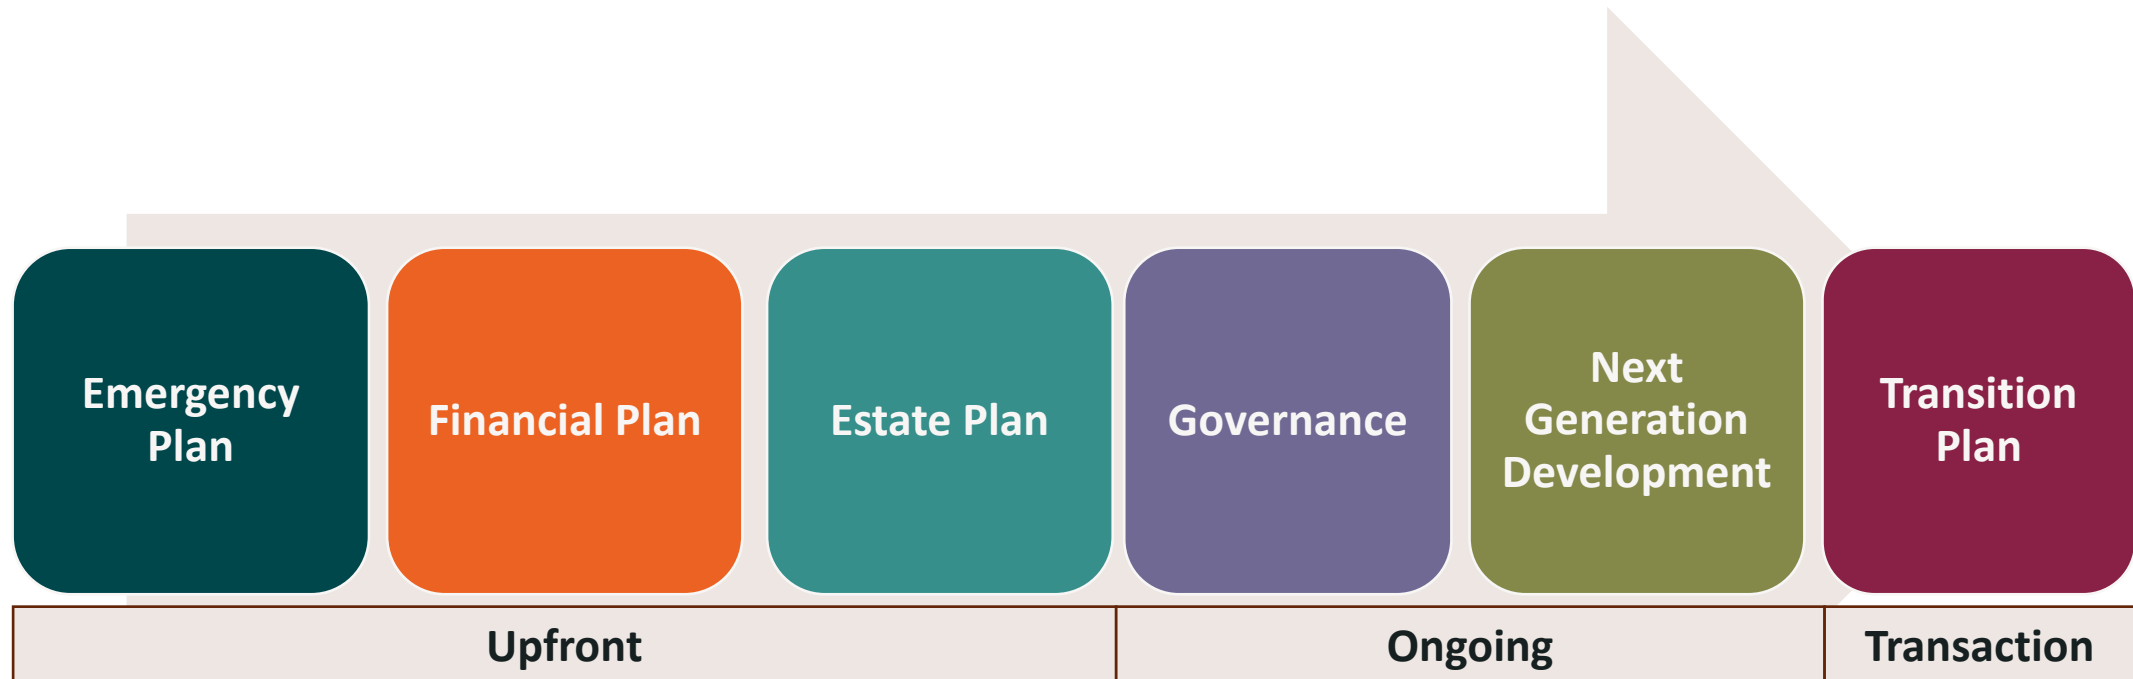 Emergency
Plan
Financial Plan
Estate Plan
Governance
Next
Generation
Development
Transition
Plan
Upfront
Ongoing
Transaction